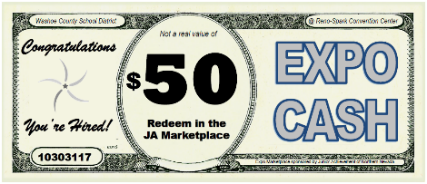 Washoe County School District
@ Reno-Spark Convention Center
Congratulations
Not a real value of
$50
EXPO
CASH
You're Hired!
Redeem in the
JA Marketplace
10303117
Expo Marketplace sponsored by Junior Achievement of Northern Nevada